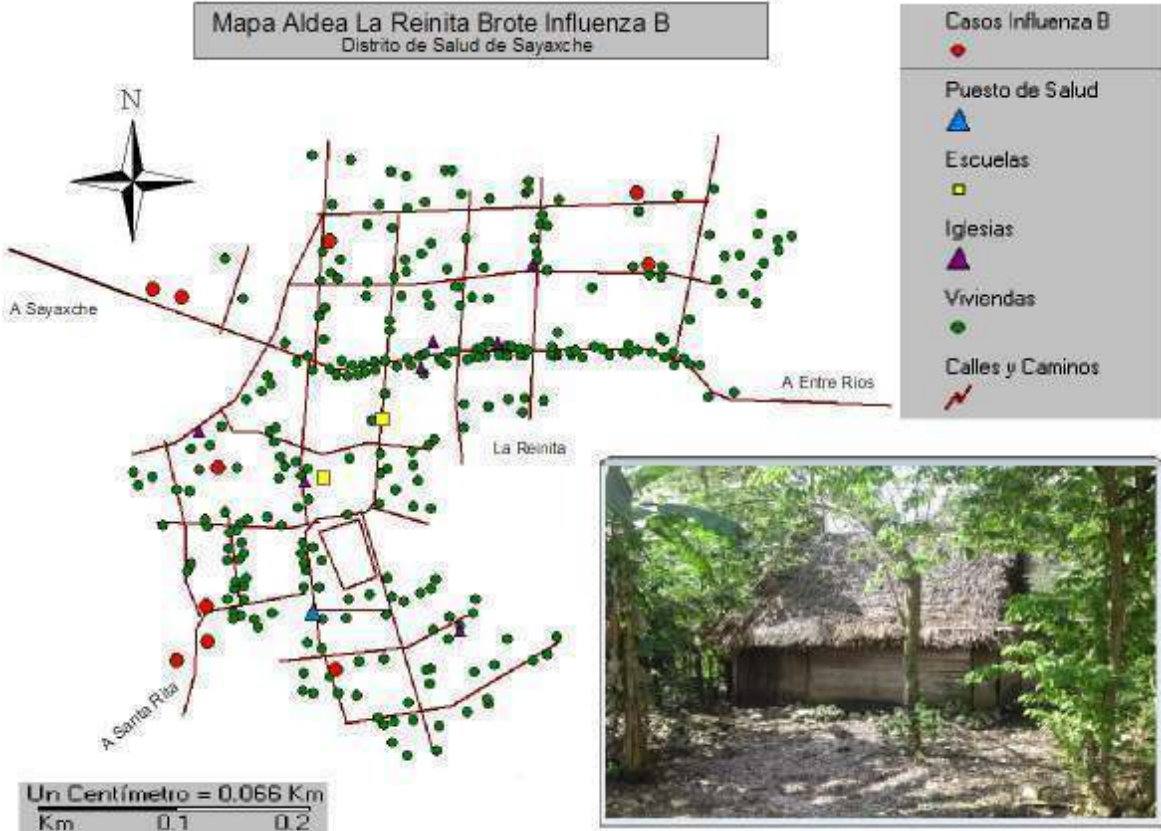 Mapa Aldea La Reinita Brote Influenza B
Distrito de Salud de Sayaxche
Casos Influenza B
Puesto de Salud
Escuelas
Iglesias
Viviendas
Calles y Caminos
N
A Sayaxche
A Entre Rios
La Reinita
A Santa Rita
Un Centímetro = 0.066 Km
Km 0.1 0.2